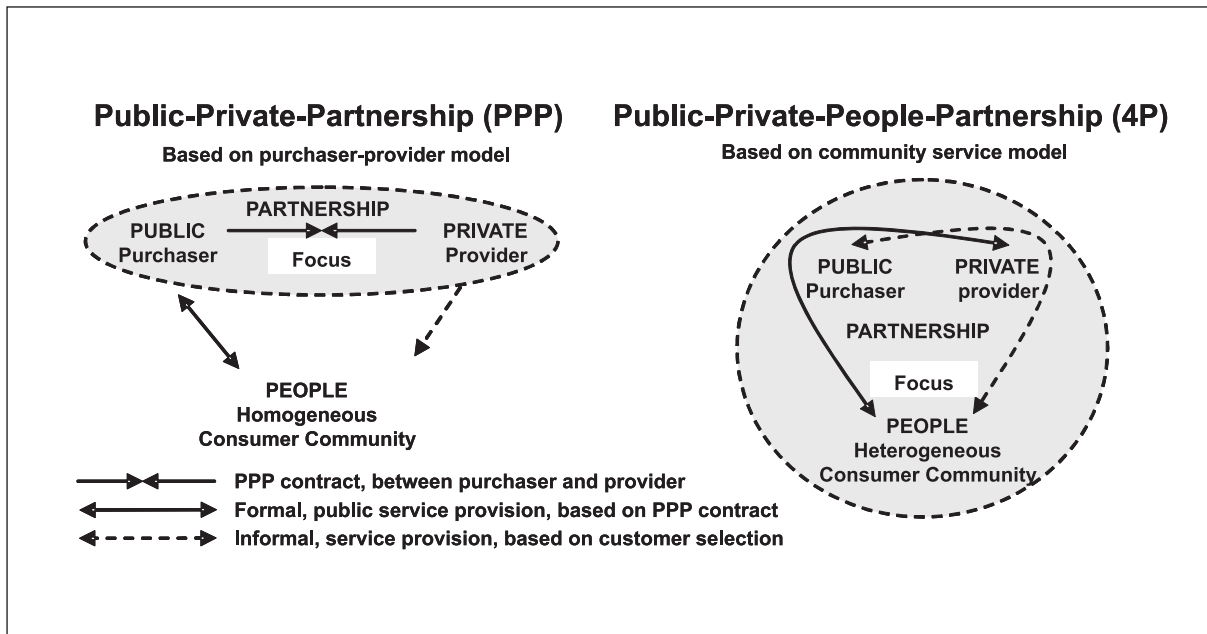 Public-Private-Partnership (PPP)
Based on purchaser-provider model
PARTNERSHIP
PUBLIC
Purchaser
PRIVATE
Provider
Focus
PEOPLE
Homogeneous
Consumer Community
Public-Private-People-Partnership (4P)
Based on community service model
PUBLIC
Purchaser
PRIVATE
provider
PARTNERSHIP
Focus
PEOPLE
Heterogeneous
Consumer Community
PPP contract, between purchaser and provider
Formal, public service provision, based on PPP contract
Informal, service provision, based on customer selection